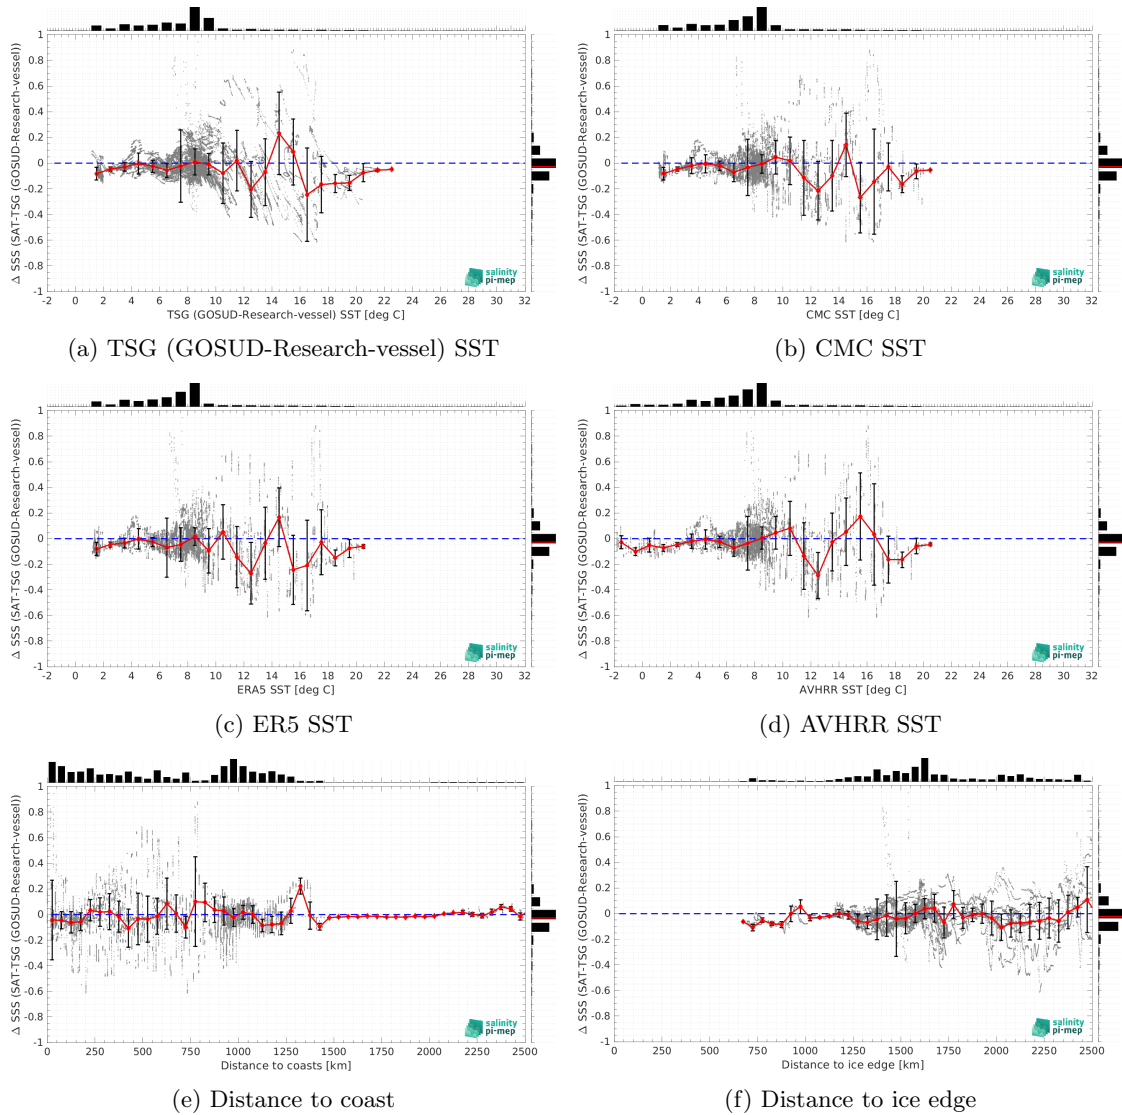 Δ SSS (SAT-TSG (GOSUD-Research-vessel))
1
0.8
0.6
0.4
0.2
0
-0.2
-0.4
-0.6
-0.8
-1
salinity
pi-mep
-2 0 2 4 6 8 10 12 14 16 18 20 22 24 26 28 30 32
TSG (GOSUD-Research-vessel) SST [deg C]
(a) TSG (GOSUD-Research-vessel) SST
Δ SSS (SAT-TSG (GOSUD-Research-vessel))
1
0.8
0.6
0.4
0.2
0
-0.2
-0.4
-0.6
-0.8
-1
salinity
pi-mep
-2 0 2 4 6 8 10 12 14 16 18 20 22 24 26 28 30 32
CMC SST [deg C]
(b) CMC SST
Δ SSS (SAT-TSG (GOSUD-Research-vessel))
1
0.8
0.6
0.4
0.2
0
-0.2
-0.4
-0.6
-0.8
-1
salinity
pi-mep
-2 0 2 4 6 8 10 12 14 16 18 20 22 24 26 28 30 32
ERA5 SST [deg C]
(c) ER5 SST
Δ SSS (SAT-TSG (GOSUD-Research-vessel))
1
0.8
0.6
0.4
0.2
0
-0.2
-0.4
-0.6
-0.8
-1
salinity
pi-mep
-2 0 2 4 6 8 10 12 14 16 18 20 22 24 26 28 30 32
AVHRR SST [deg C]
(d) AVHRR SST
Δ SSS (SAT-TSG (GOSUD-Research-vessel))
1
0.8
0.6
0.4
0.2
0
-0.2
-0.4
-0.6
-0.8
-1
salinity
pi-mep
0 250 500 750 1000 1250 1500 1750 2000 2250 2500
Distance to coasts [km]
(e) Distance to coast
Δ SSS (SAT-TSG (GOSUD-Research-vessel))
1
0.8
0.6
0.4
0.2
0
-0.2
-0.4
-0.6
-0.8
-1
salinity
pi-mep
0 250 500 750 1000 1250 1500 1750 2000 2250 2500
Distance to ice edge [km]
(f) Distance to ice edge